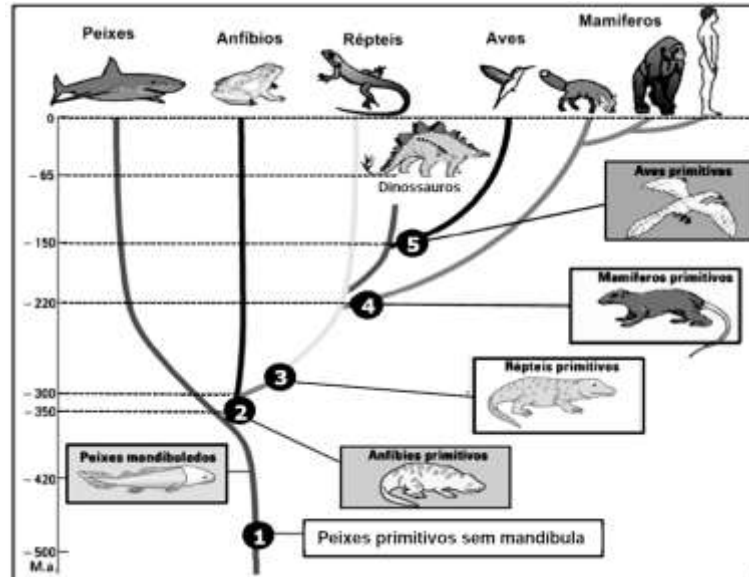 Peixes
Anfíbios
Répteis
Aves
Mamíferos
0
Dinossauros
- 65
Aves primitivas
- 150
5
Mamíferos primitivos
- 220
4
3
Répteis primitivos
- 300
- 350
2
Peixes mandibulados
Anfíbios primitivos
- 420
1
Peixes primitivos sem mandíbula
- 500
M.a.